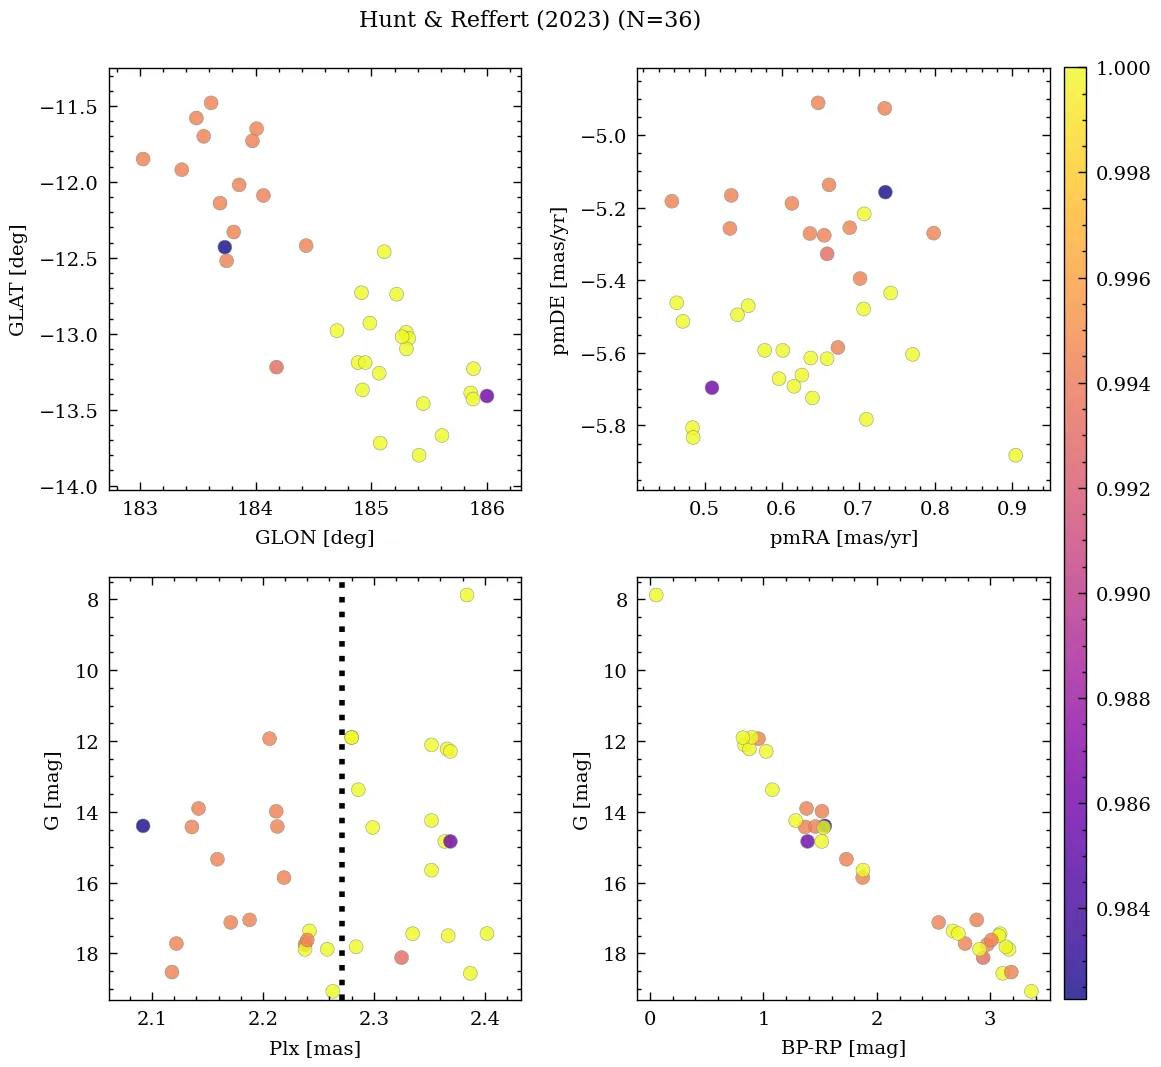 Hunt & Reffert (2023) (N=36)
−11.5
−12.0
−12.5
−13.0
−13.5
−14.0
GLAT [deg]
183 184 185 186
GLON [deg]
−5.0
−5.2
−5.4
−5.6
−5.8
pmDE [mas/yr]
0.5 0.6 0.7 0.8 0.9
pmRA [mas/yr]
8
10
12
14
16
18
G [mag]
2.1 2.2 2.3 2.4
Plx [mas]
8
10
12
14
16
18
G [mag]
0 1 2 3
BP-RP [mag]
1.000
0.998
0.996
0.994
0.992
0.990
0.988
0.986
0.984